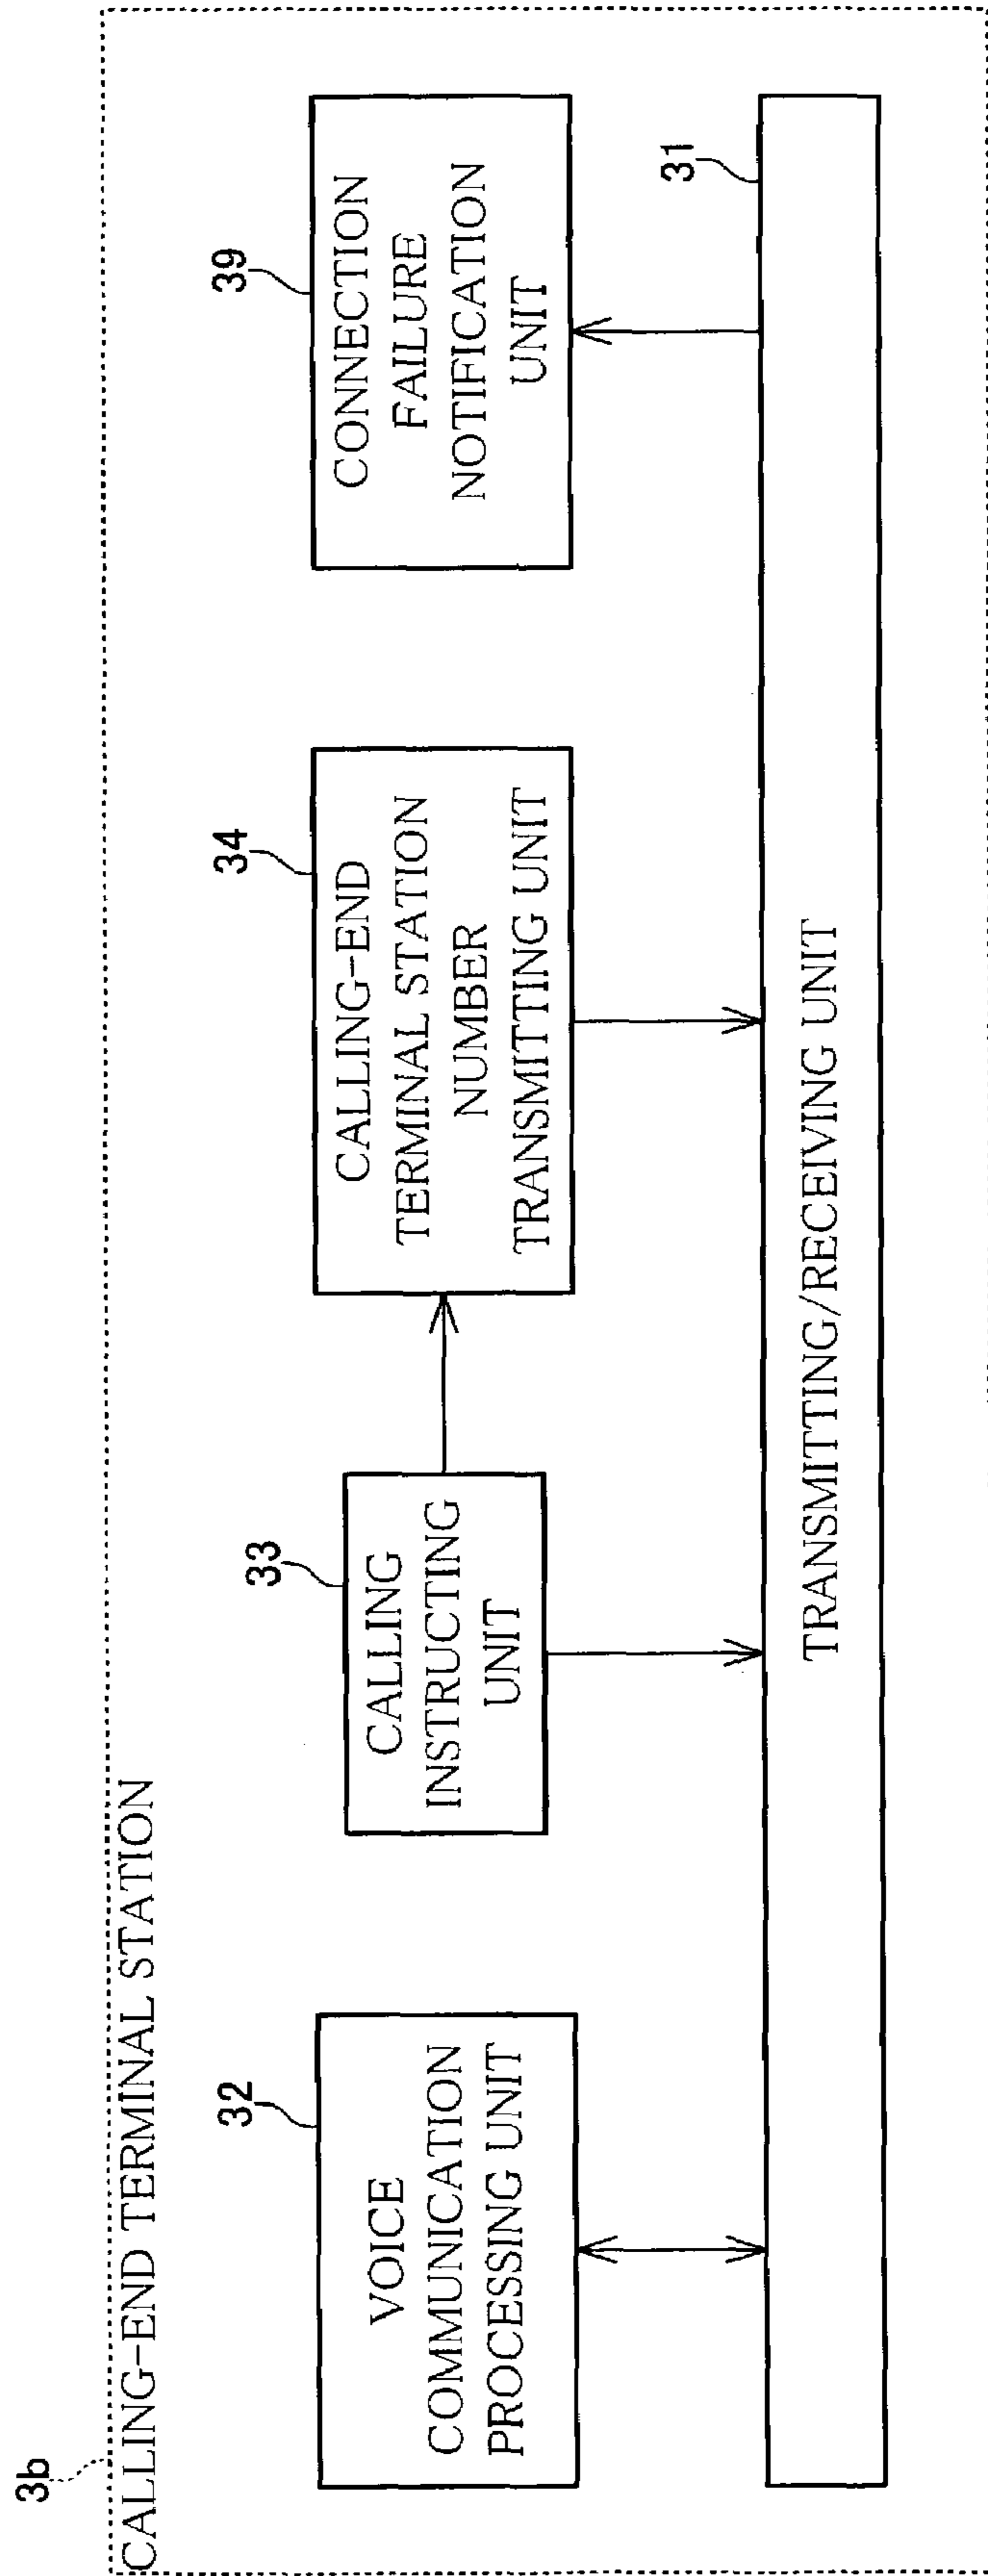 3b
CALLING-END TERMINAL STATION
32
VOICE
COMMUNICATION
PROCESSING UNIT
33
CALLING
INSTRUCTING
UNIT
34
CALLING-END
TERMINAL STATION
NUMBER
TRANSMITTING UNIT
39
CONNECTION
FAILURE
NOTIFICATION
UNIT
31
TRANSMITTING/RECEIVING UNIT